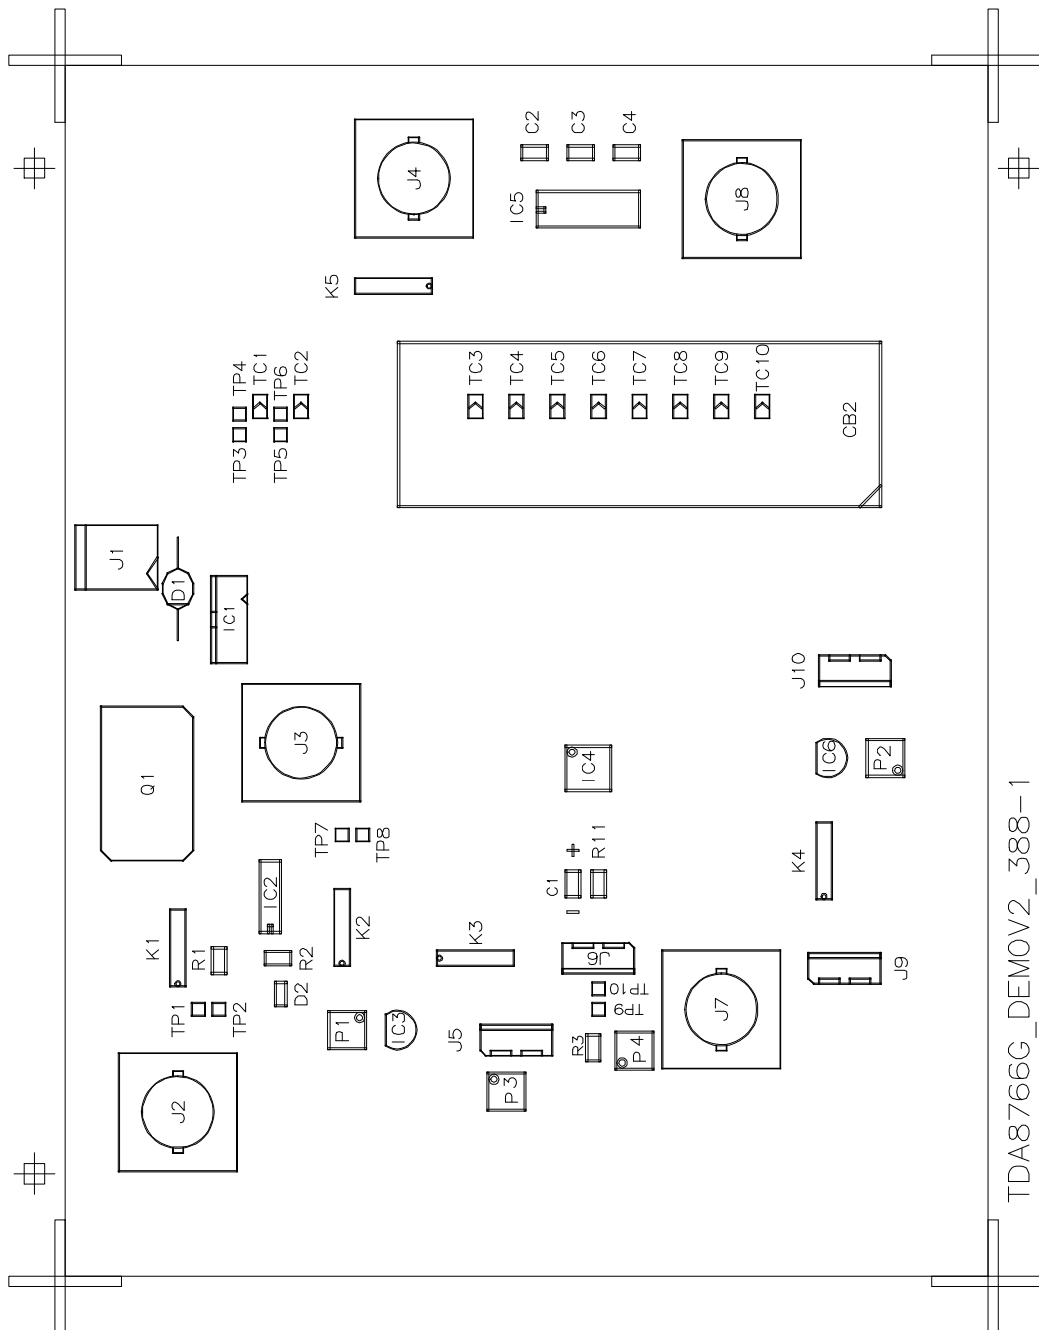 C2
C3
C4
J4
IC5
J8
K5
TP4
TC1
TP6
TC2
TC3
TC4
TC5
TC6
TC7
TC8
TC9
TC10
TP3
TP5
CB2
J1
D1
IC1
J10
J3
Q1
IC4
IC6
P2
TP7
TP8
+
R11
IC2
C1
K4
-
K1
R1
K2
R2
K3
J6
J9
D2
TP10
TP9
TP1
TP2
P1
IC3
J5
R3
P4
J7
P3
J2
TDA8766G_DEMOV2_388-1